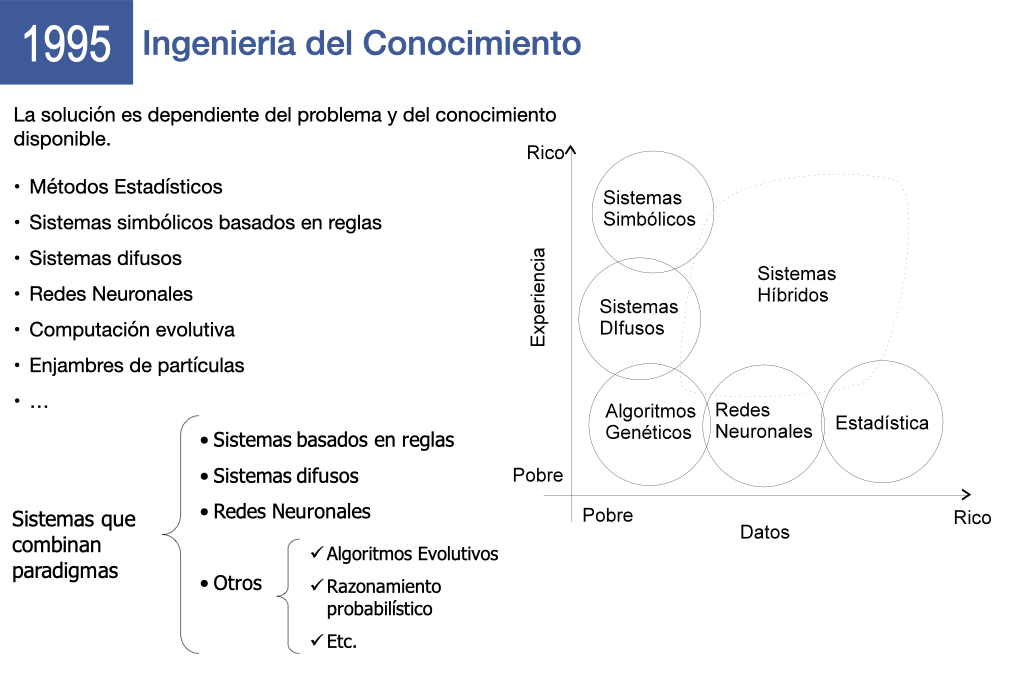 1995 Ingenieria del Conocimiento
La solución es dependiente del problema y del conocimiento
disponible.
• Métodos Estadísticos
• Sistemas simbólicos basados en reglas
• Sistemas difusos
• Redes Neuronales
• Computación evolutiva
• Enjambres de partículas
• …
Sistemas que
combinan
paradigmas
• Sistemas basados en reglas
• Sistemas difusos
• Redes Neuronales
• Otros
✓ Algoritmos Evolutivos
✓ Razonamiento
probabilístico
✓ Etc.
Rico
Experiencia
Pobre
Sistemas
Simbólicos
Sistemas
DIfusos
Algoritmos
Genéticos
Redes
Neuronales
Estadística
Sistemas
Híbridos
Pobre
Datos
Rico